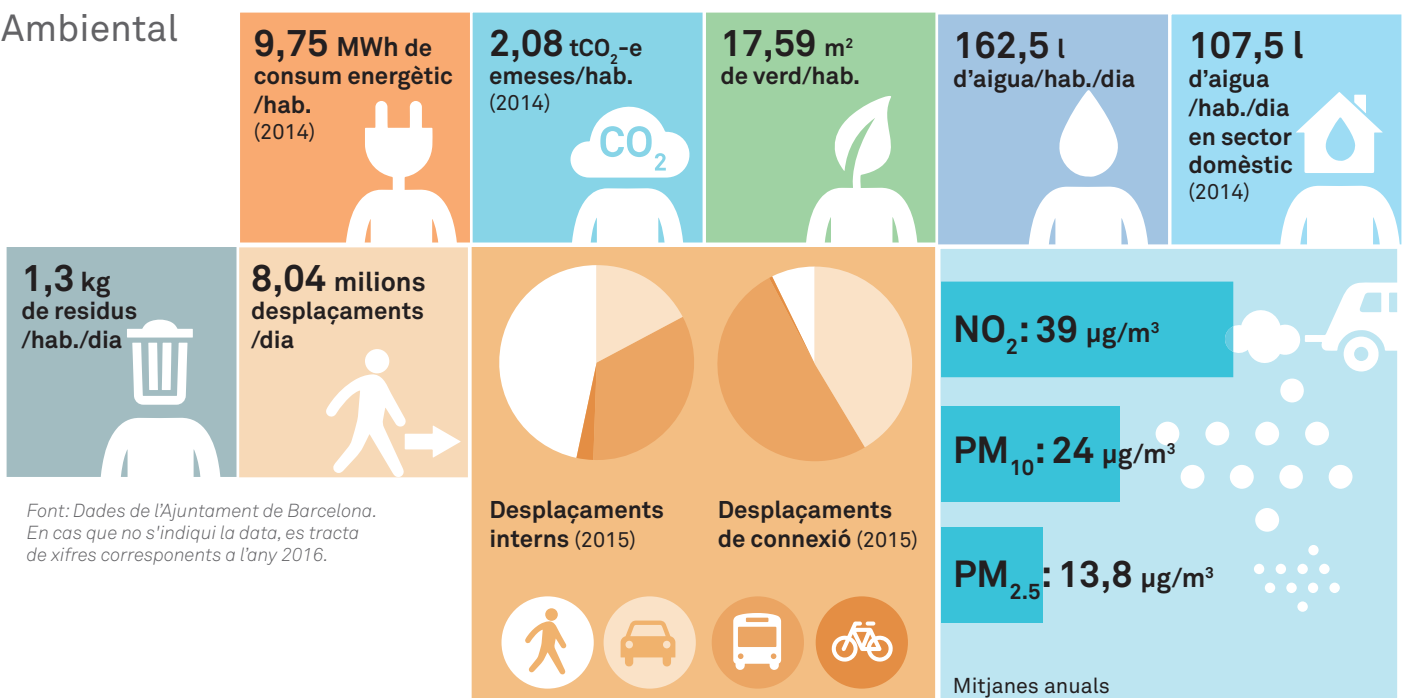 Ambiental
9,75 MWh de
consum energètic
/hab.
(2014)
2,08 tCO₂-e
emeses/hab.
(2014)
CO₂
17,59 m²
de verd/hab.
162,5 l
d'aigua/hab./dia
107,5 l
d'aigua
/hab./dia
en sector
domèstic
(2014)
1,3 kg
de residus
/hab./dia
8,04 milions
desplaçaments
/dia
Font: Dades de l'Ajuntament de Barcelona.
En cas que no s'indiqui la data, es tracta
de xifres corresponents a l'any 2016.
Desplaçaments
interns (2015)
Desplaçaments
de connexió (2015)
NO₂: 39 µg/m³
PM₁₀: 24 µg/m³
PM₂.₅: 13,8 µg/m³
Mitjanes anuals